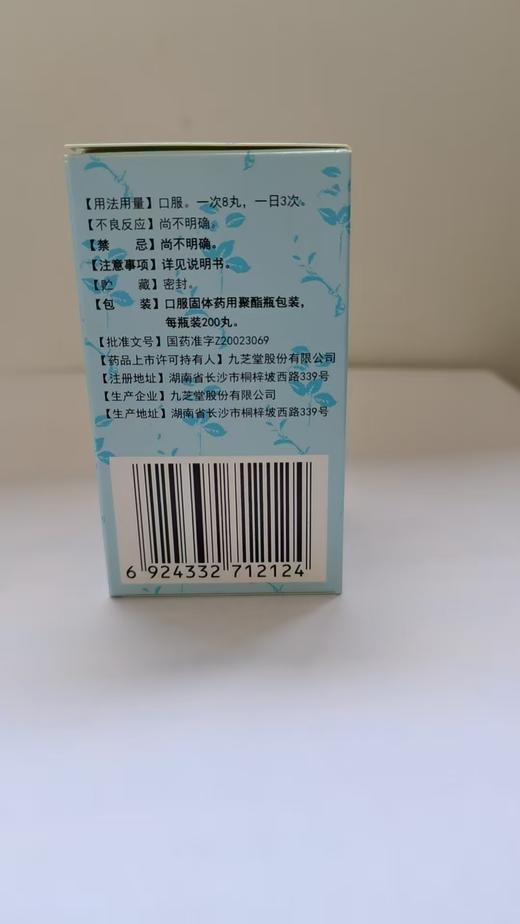 【用法用量】口服。一次8丸，一日3次。
【不良反应】尚不明确。
【禁　　忌】尚不明确。
【注意事项】详见说明书。
【贮　　藏】密封。
【包　　装】口服固体药用聚酯瓶包装，
每瓶装200丸。
【批准文号】国药准字Z20023069
【药品上市许可持有人】九芝堂股份有限公司
【注册地址】湖南省长沙市桐梓坡西路339号
【生产企业】九芝堂股份有限公司
【生产地址】湖南省长沙市桐梓坡西路339号
6 924332 712124